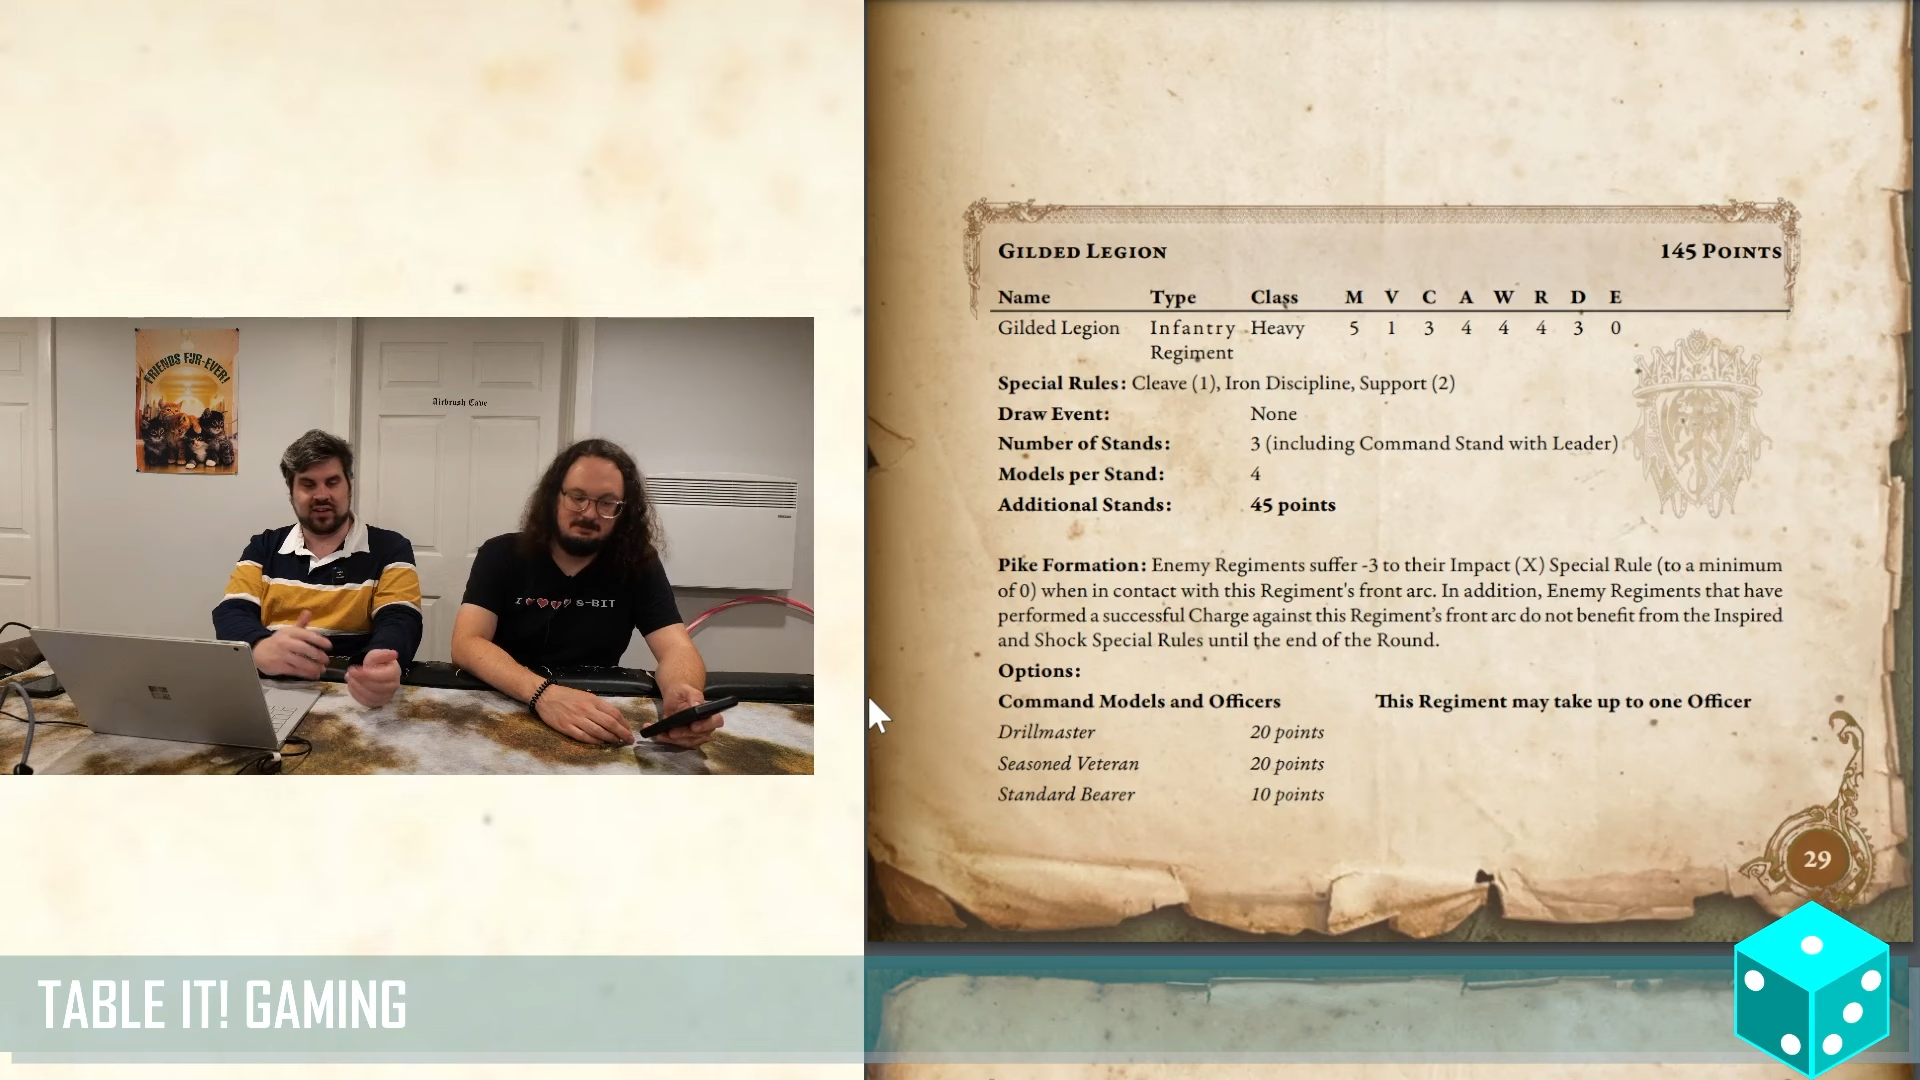 FRIENDS FUR-EVER!
Airbrush Cave
I 8-BIT
TABLE IT! GAMING
GILDED LEGION 145 POINTS
Name Type Class M V C A W R D E
Gilded Legion Infantry Heavy 5 1 3 4 4 4 3 0
Regiment
Special Rules: Cleave (1), Iron Discipline, Support (2)
Draw Event: None
Number of Stands: 3 (including Command Stand with Leader)
Models per Stand: 4
Additional Stands: 45 points
Pike Formation: Enemy Regiments suffer -3 to their Impact (X) Special Rule (to a minimum
of 0) when in contact with this Regiment's front arc. In addition, Enemy Regiments that have
performed a successful Charge against this Regiment’s front arc do not benefit from the Inspired
and Shock Special Rules until the end of the Round.
Options:
Command Models and Officers This Regiment may take up to one Officer
Drillmaster 20 points
Seasoned Veteran 20 points
Standard Bearer 10 points
29